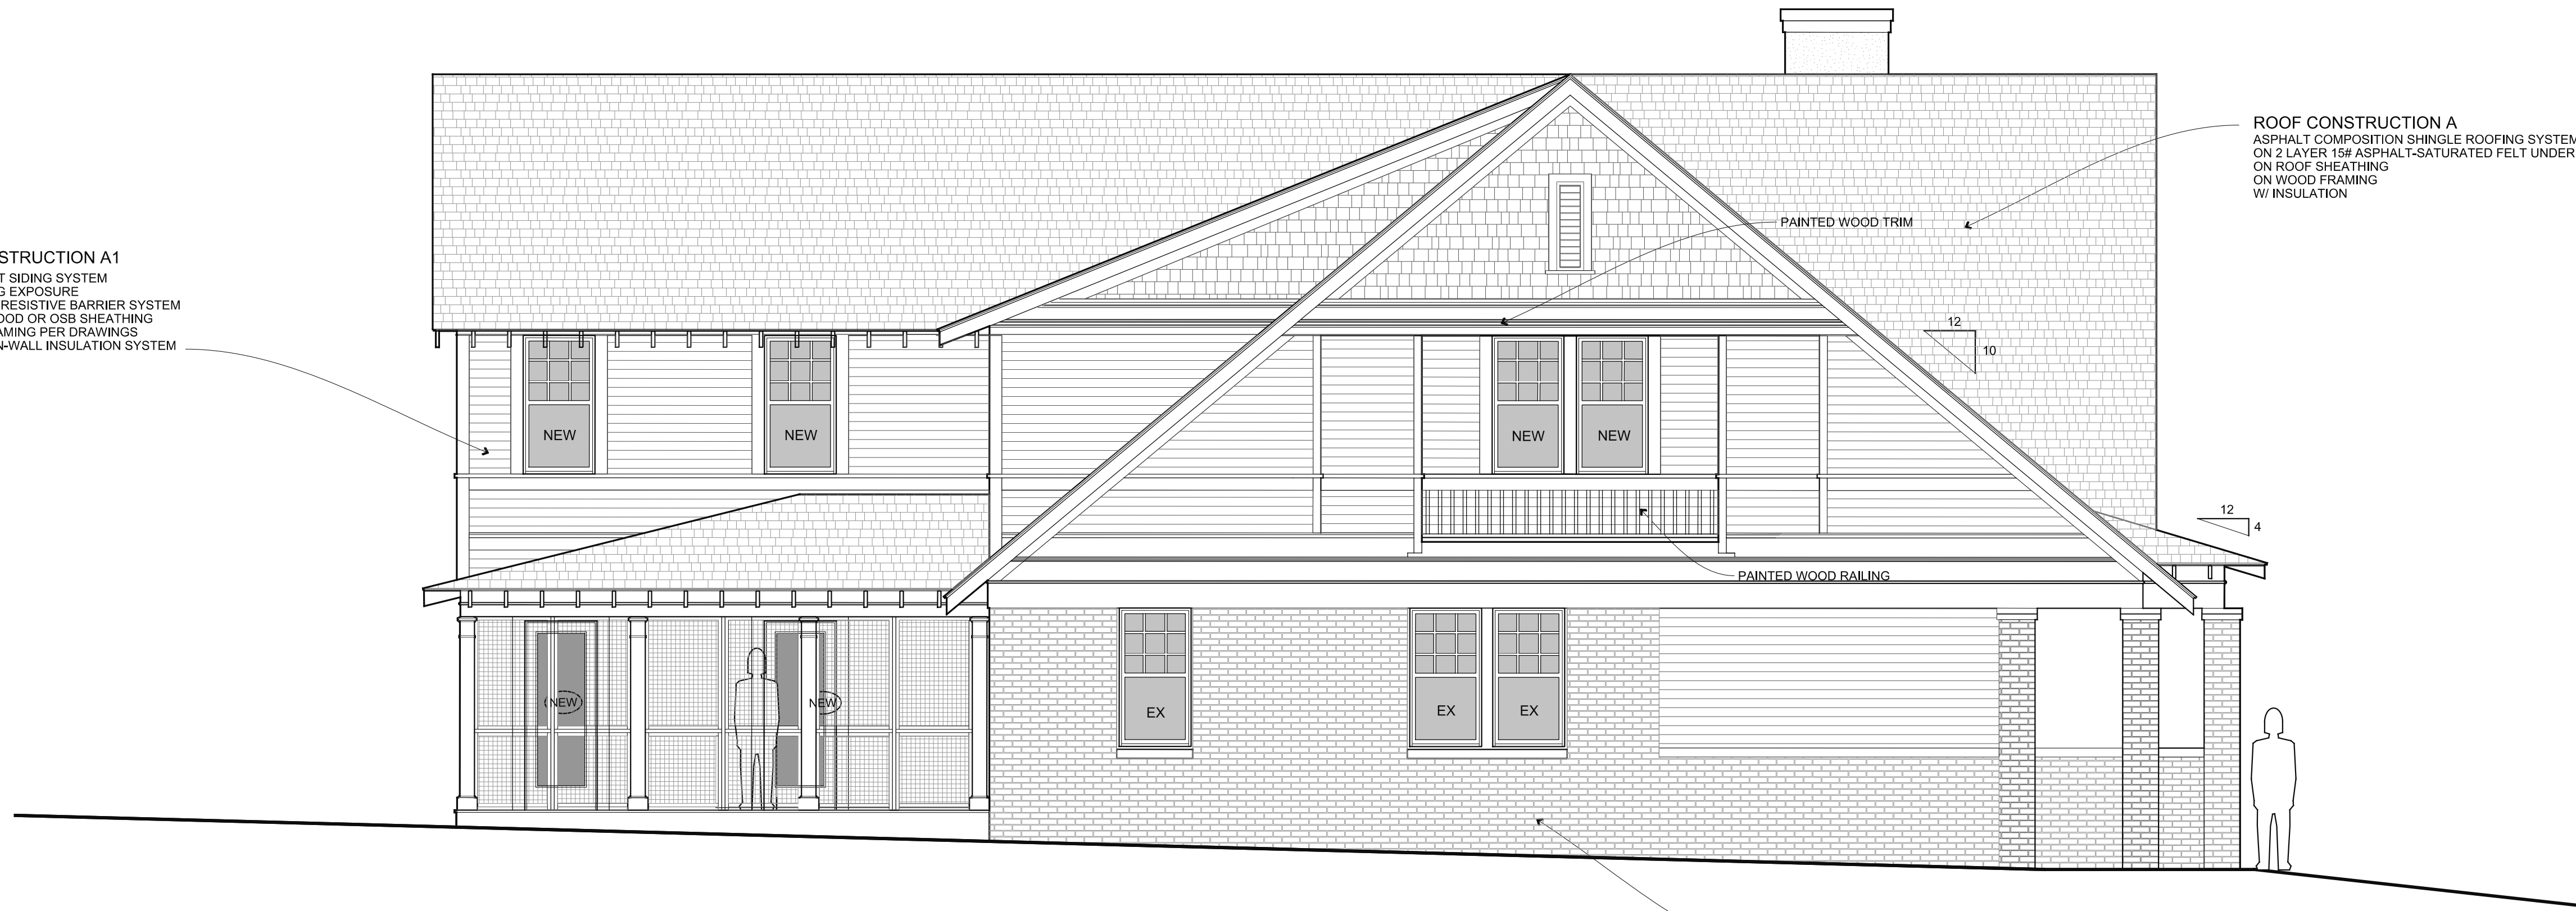 ROOF CONSTRUCTION A
ASPHALT COMPOSITION SHINGLE ROOFING SYSTEM
ON 2 LAYER 15# ASPHALT-SATURATED FELT UNDER
ON ROOF SHEATHING
ON WOOD FRAMING
W/ INSULATION
PAINTED WOOD TRIM
STRUCTION A1
T SIDING SYSTEM
G EXPOSURE
RESISTIVE BARRIER SYSTEM
OOD OR OSB SHEATHING
AMING PER DRAWINGS
N-WALL INSULATION SYSTEM
12
10
NEW
NEW
NEW
NEW
12
4
PAINTED WOOD RAILING
NEW
NEW
EX
EX
EX